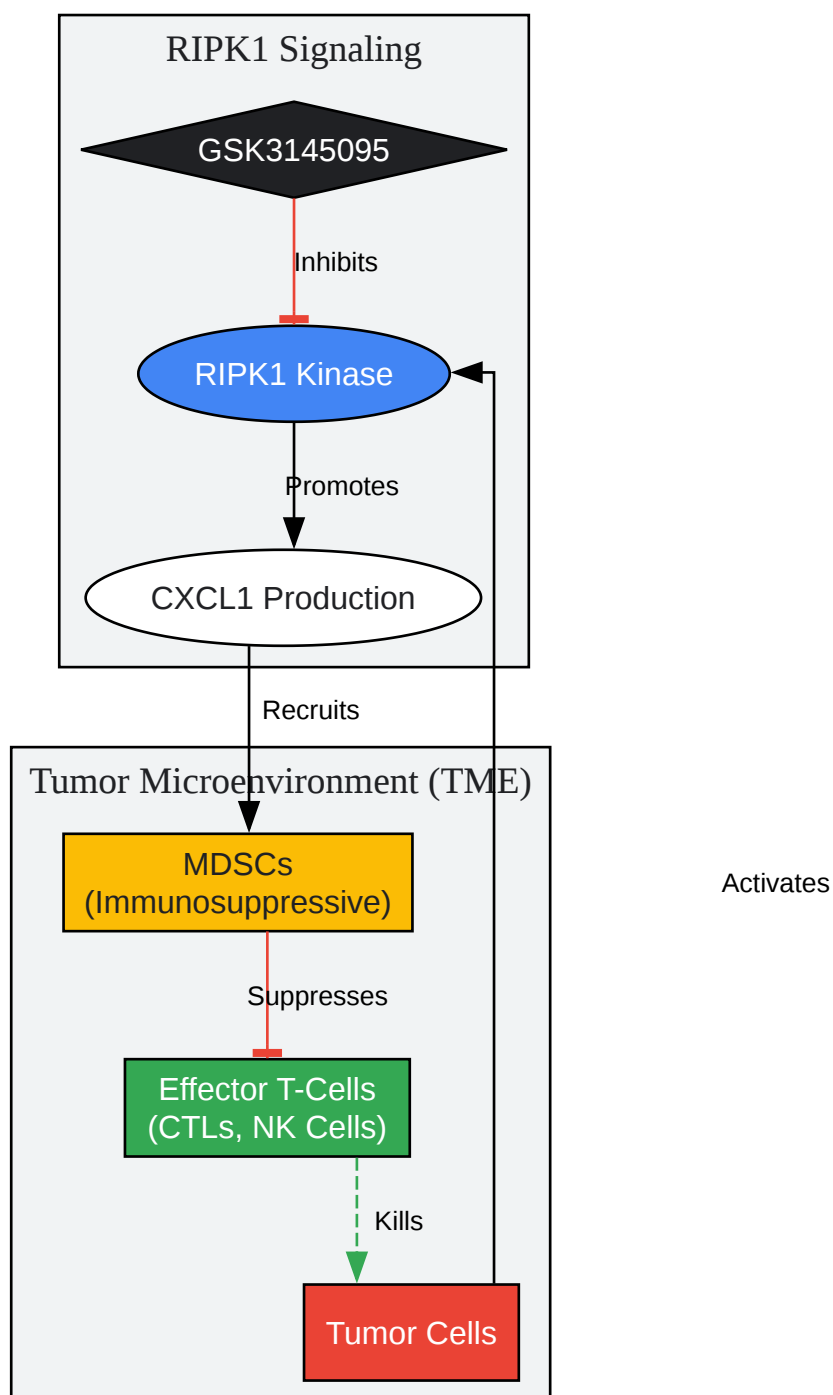 RIPK1 Signaling
GSK3145095
Inhibits
RIPK1 Kinase
Promotes
CXCL1 Production
Recruits
Tumor Microenvironment (TME)
MDSCs
(Immunosuppressive)
Activates
Suppresses
Effector T-Cells
(CTLs, NK Cells)
Kills
Tumor Cells